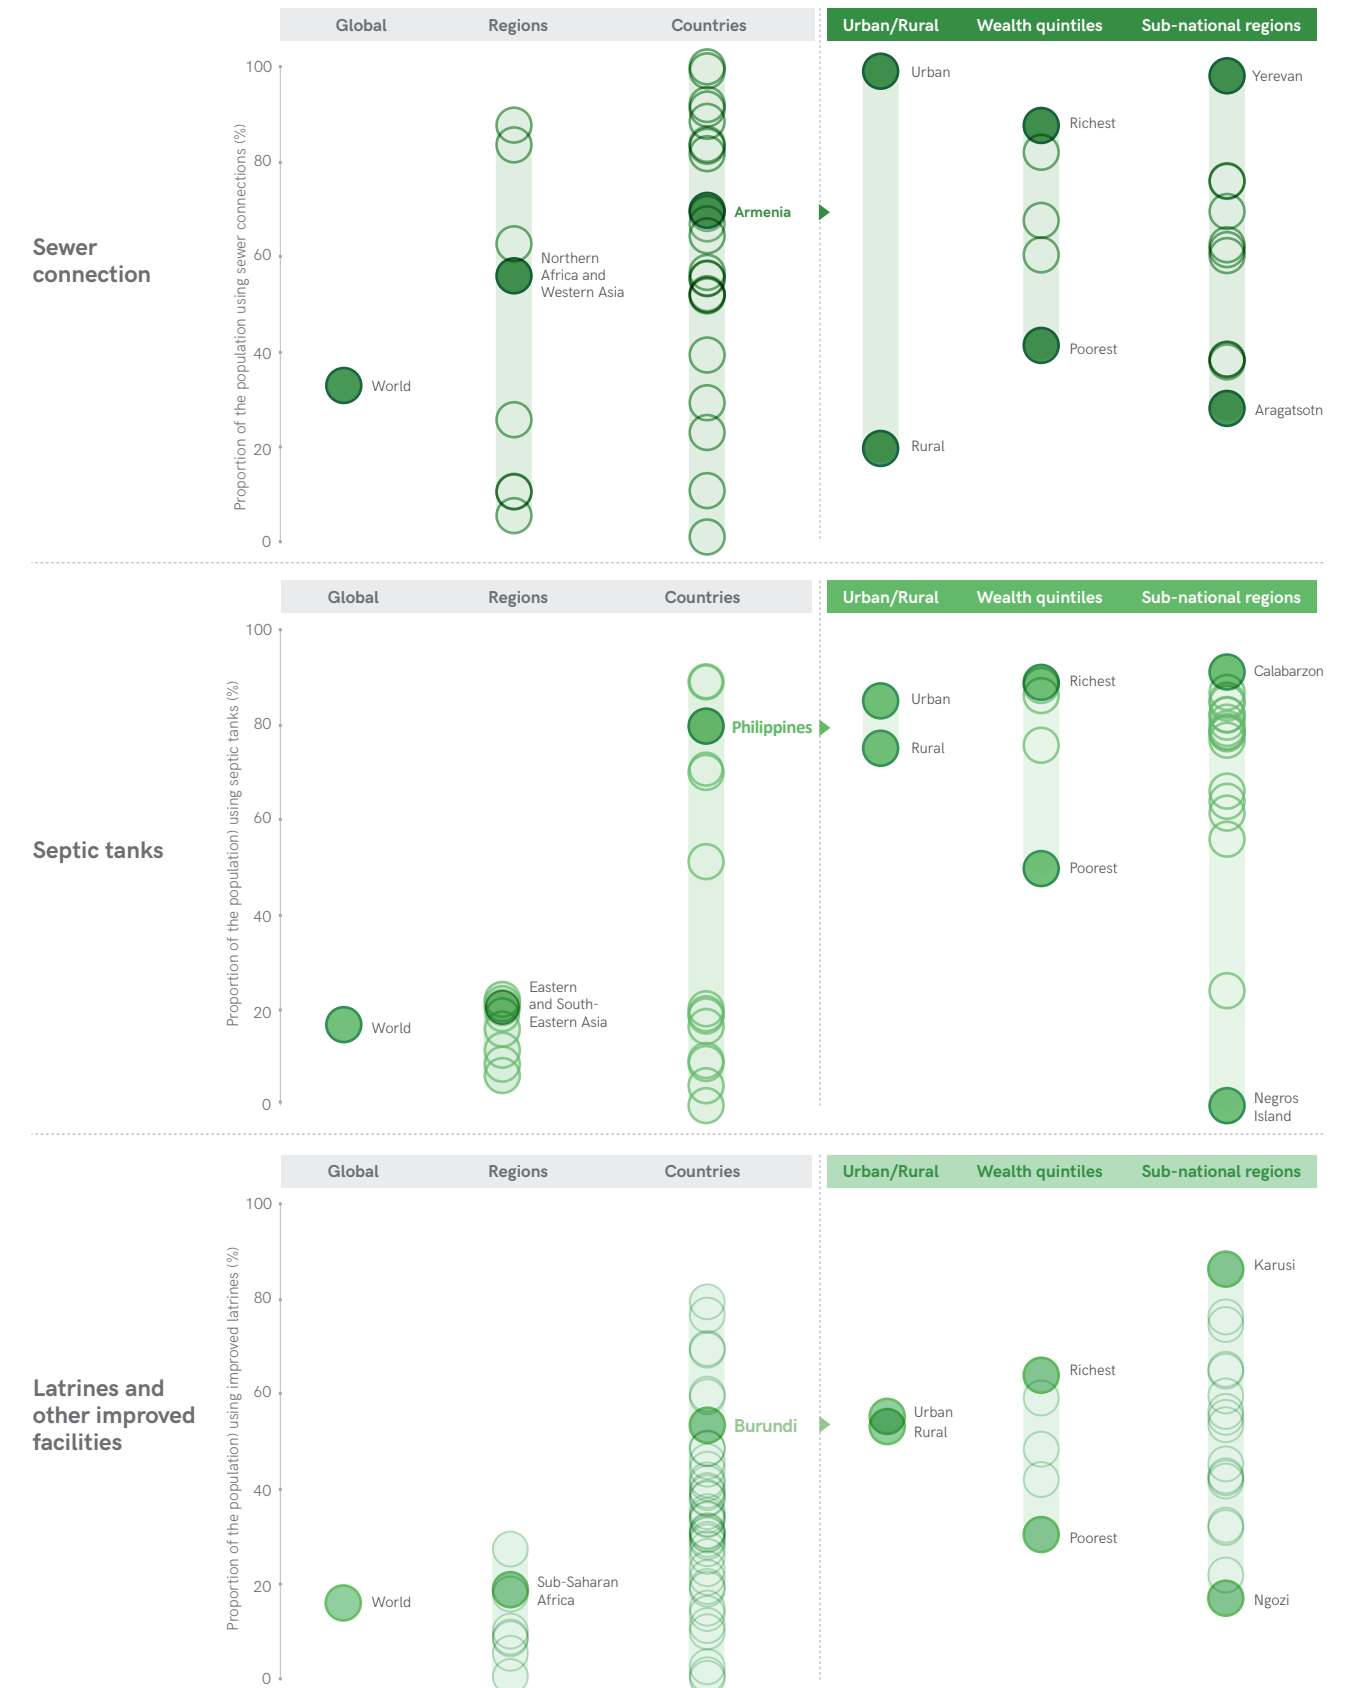 Global Regions Countries Urban/Rural Wealth quintiles Sub-national regions
Sewer
connection
Proportion of the population using sewer connections (%)
100
80
60
40
20
0
World
Northern
Africa and
Western Asia
Armenia
Urban
Rural
Richest
Poorest
Yerevan
Aragatsotn
Global Regions Countries Urban/Rural Wealth quintiles Sub-national regions
Septic tanks
Proportion of the population) using septic tanks (%)
100
80
60
40
20
0
World
Eastern
and South-
Eastern Asia
Philippines
Urban
Rural
Richest
Poorest
Calabarzon
Negros
Island
Global Regions Countries Urban/Rural Wealth quintiles Sub-national regions
Latrines and
other improved
facilities
Proportion of the population) using improved latrines (%)
100
80
60
40
20
0
World
Sub-Saharan
Africa
Burundi
Urban
Rural
Richest
Poorest
Karusi
Ngozi